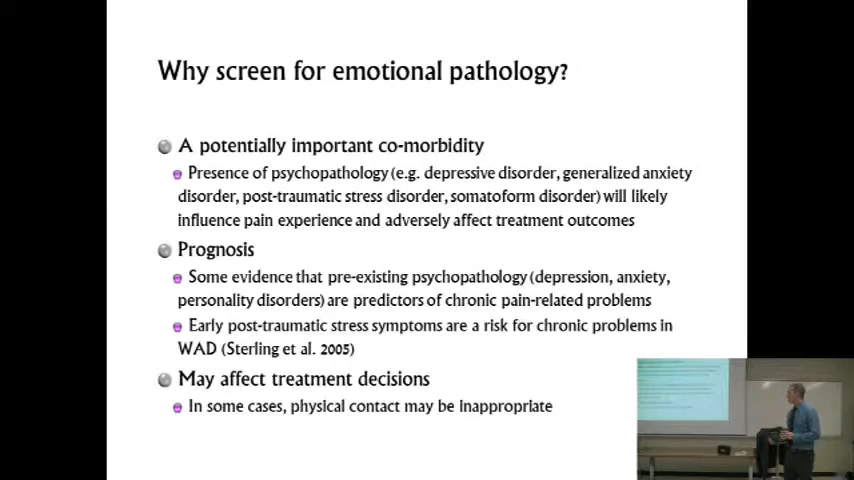 Why screen for emotional pathology?
A potentially important co-morbidity
Presence of psychopathology (e.g. depressive disorder, generalized anxiety
disorder, post-traumatic stress disorder, somatoform disorder) will likely
influence pain experience and adversely affect treatment outcomes
Prognosis
Some evidence that pre-existing psychopathology (depression, anxiety,
personality disorders) are predictors of chronic pain-related problems
Early post-traumatic stress symptoms are a risk for chronic problems in
WAD (Sterling et al. 2005)
May affect treatment decisions
In some cases, physical contact may be inappropriate